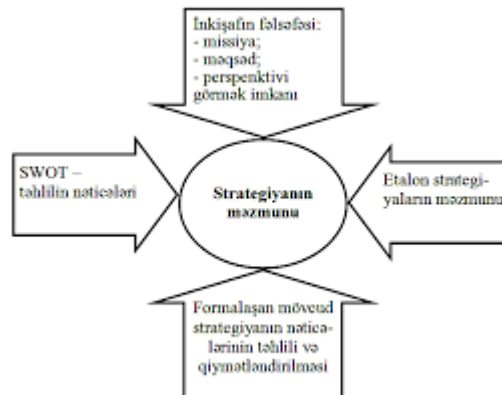 İnkişafın fəlsəfəsi:
- missiya;
- məqsəd;
- perspenktivi
görmək imkanı
SWOT –
təhlilin nəticələri
Strategiyanın
məzmunu
Etalon strategi-
yaların məzmunu
Formalaşan mövcud
strategiyanın nəticə-
lərinin təhlili və
qiymətləndirilməsi